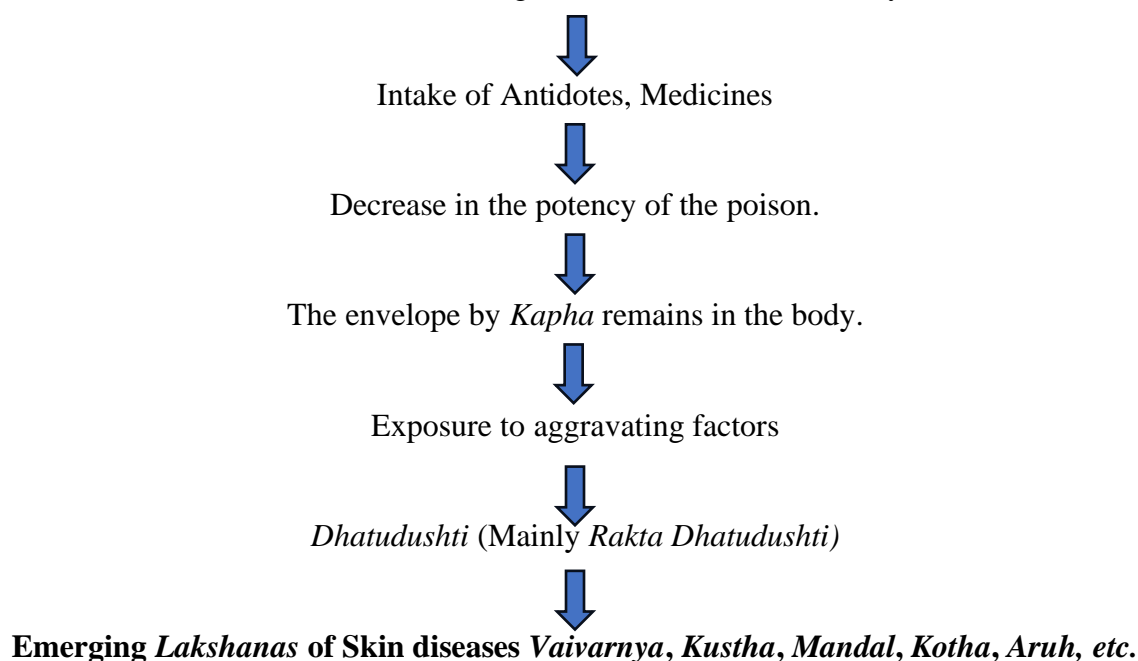 Intake of Antidotes, Medicines
Decrease in the potency of the poison.
The envelope by Kapha remains in the body.
Exposure to aggravating factors
Dhatudushti (Mainly Rakta Dhatudushti)
Emerging Lakshanas of Skin diseases Vaivarnya, Kustha, Mandal, Kotha, Aruh, etc.